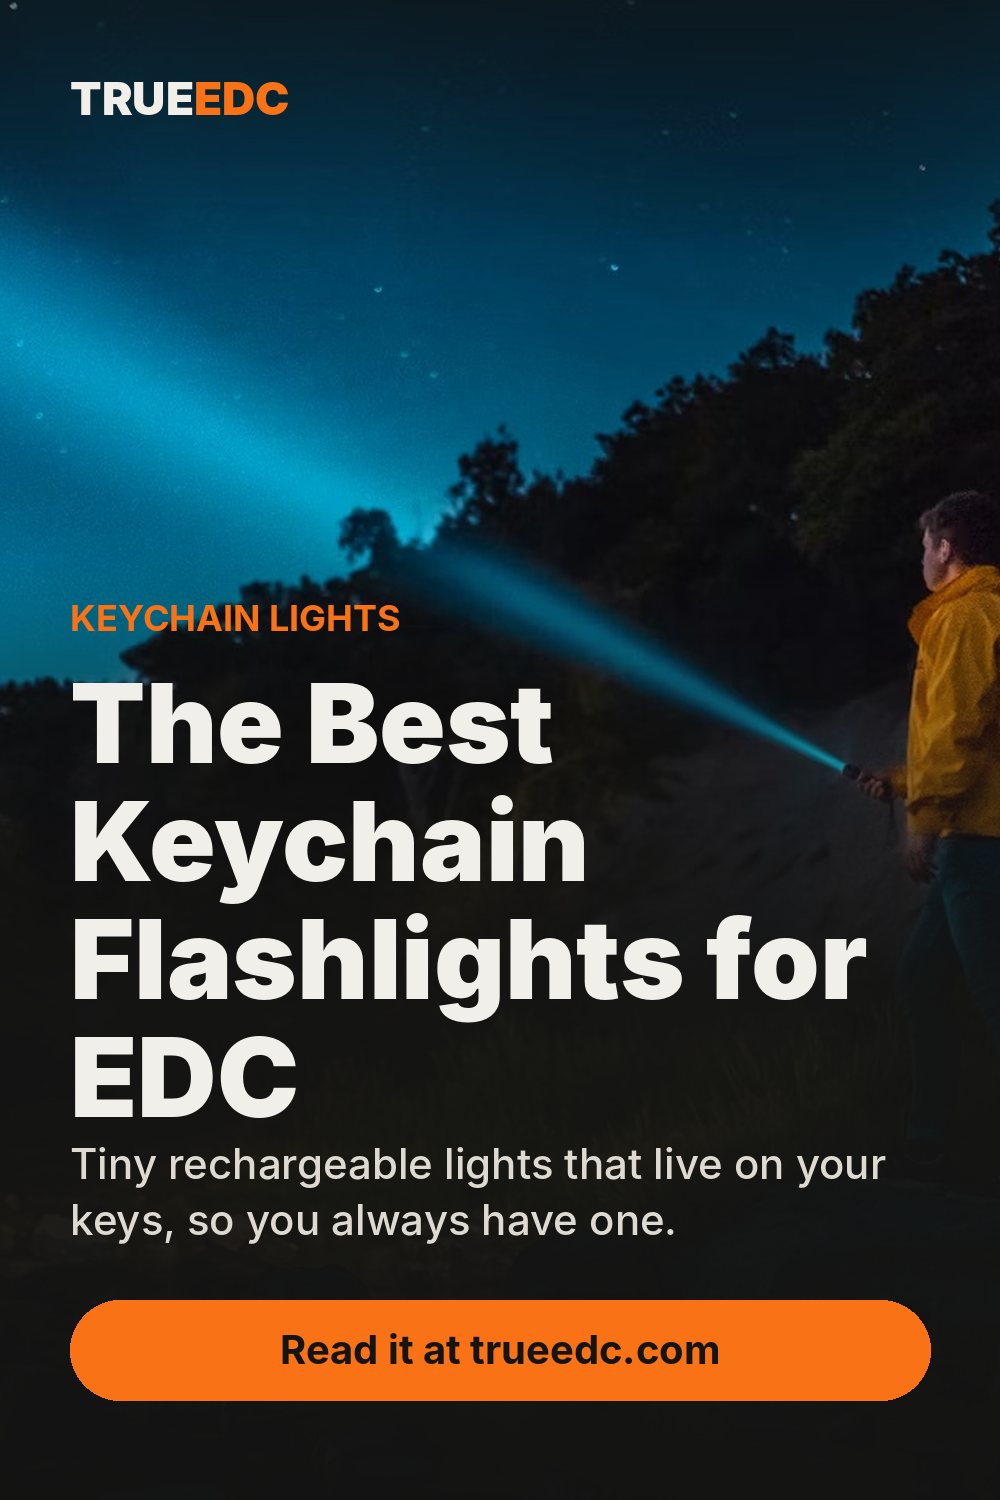 TRUEEDC
KEYCHAIN LIGHTS
The Best
Keychain
Flashlights for
EDC
Tiny rechargeable lights that live on your
keys, so you always have one.
Read it at trueedc.com